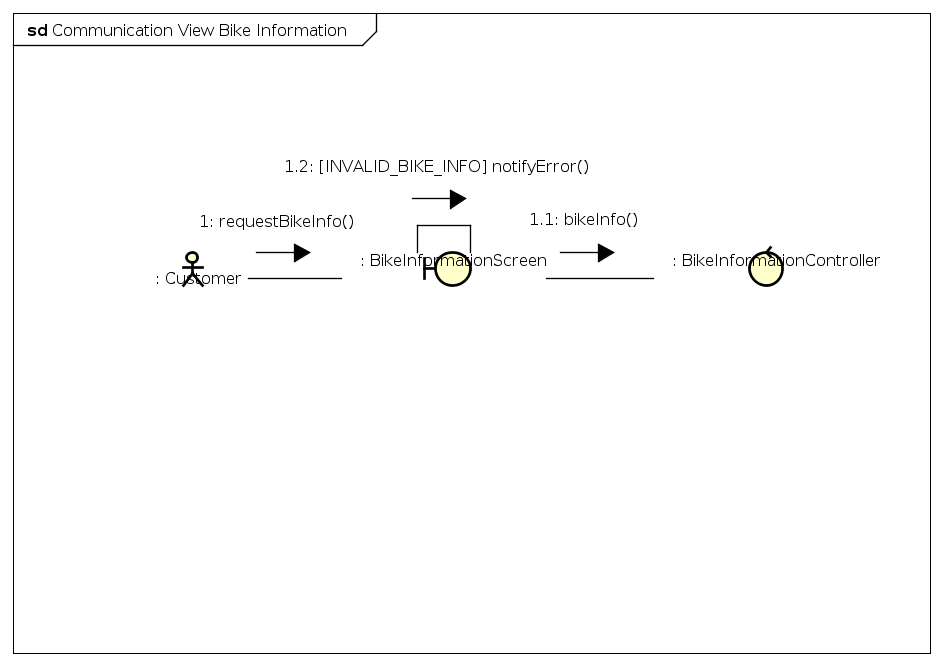 sd Communication View Bike Information
1.2: [INVALID_BIKE_INFO] notifyError()
1: requestBikeInfo()
1.1: bikeInfo()
: Customer
: BikeInformationScreen
: BikeInformationController